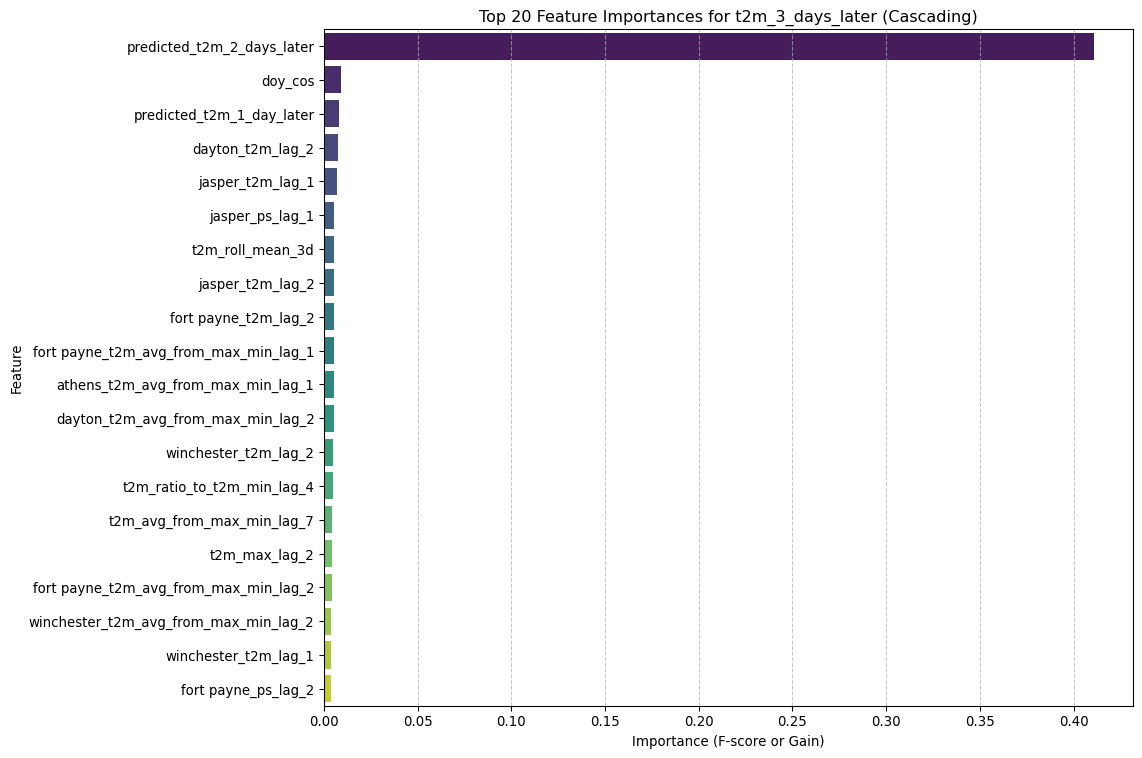 Top 20 Feature Importances for t2m_3_days_later (Cascading)
predicted_t2m_2_days_later
doy_cos
predicted_t2m_1_day_later
dayton_t2m_lag_2
jasper_t2m_lag_1
jasper_ps_lag_1
t2m_roll_mean_3d
jasper_t2m_lag_2
fort payne_t2m_lag_2
fort payne_t2m_avg_from_max_min_lag_1
athens_t2m_avg_from_max_min_lag_1
dayton_t2m_avg_from_max_min_lag_2
winchester_t2m_lag_2
t2m_ratio_to_t2m_min_lag_4
t2m_avg_from_max_min_lag_7
t2m_max_lag_2
fort payne_t2m_avg_from_max_min_lag_2
winchester_t2m_avg_from_max_min_lag_2
winchester_t2m_lag_1
fort payne_ps_lag_2
Feature
0.00 0.05 0.10 0.15 0.20 0.25 0.30 0.35 0.40
Importance (F-score or Gain)